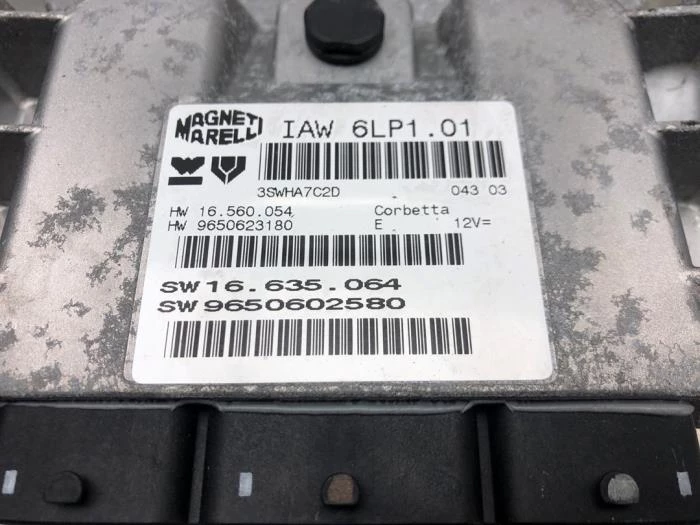 MAGNETI MARELLI IAW 6LP1.01
3SWHA7C2D 043 03
HW 16.560.054 Corbetta
HW 9650623180 E 12V=
SW 16.635.064
SW 9650602580